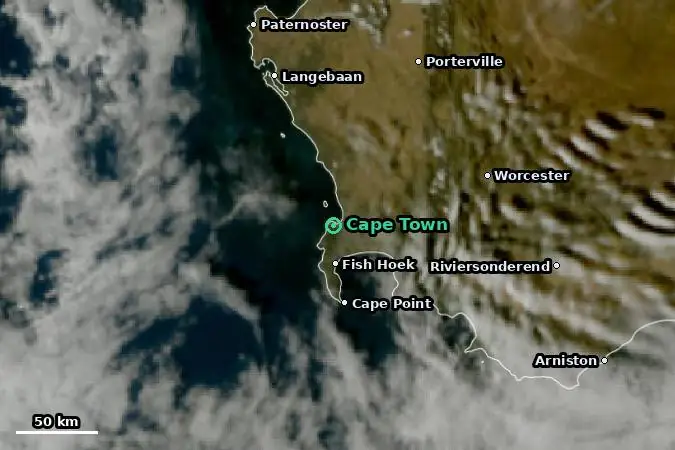 Paternoster
Porterville
Langebaan
Worcester
Cape Town
Fish Hoek
Riviersonderend
Cape Point
Arniston
50 km